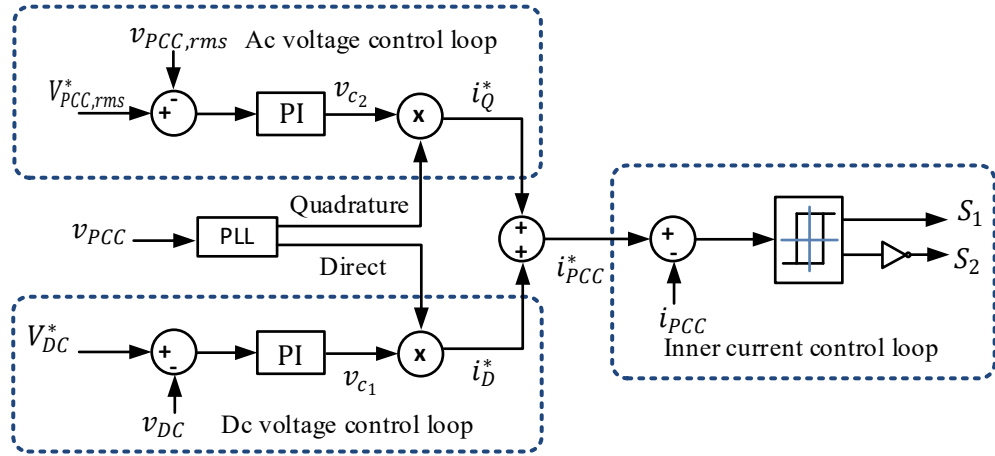 v_{PCC,rms} Ac voltage control loop
V^*_{PCC,rms}
-
+
PI
v_{c_2}
x
i^*_Q
Quadrature
v_{PCC}
PLL
Direct
+
+
i^*_{PCC}
+
-
i_{PCC}
S_1
S_2
Inner current control loop
V^*_{DC}
+
-
PI
v_{c_1}
x
i^*_D
v_{DC}
Dc voltage control loop